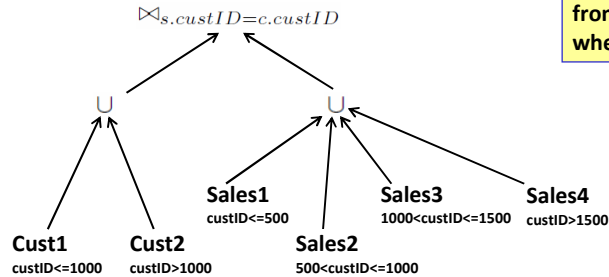 ⋈s.custID=c.custID
from
whe
∪
∪
Sales1
custID<=500
Sales3
1000<custID<=1500
Sales4
custID>1500
Cust1
custID<=1000
Cust2
custID>1000
Sales2
500<custID<=1000